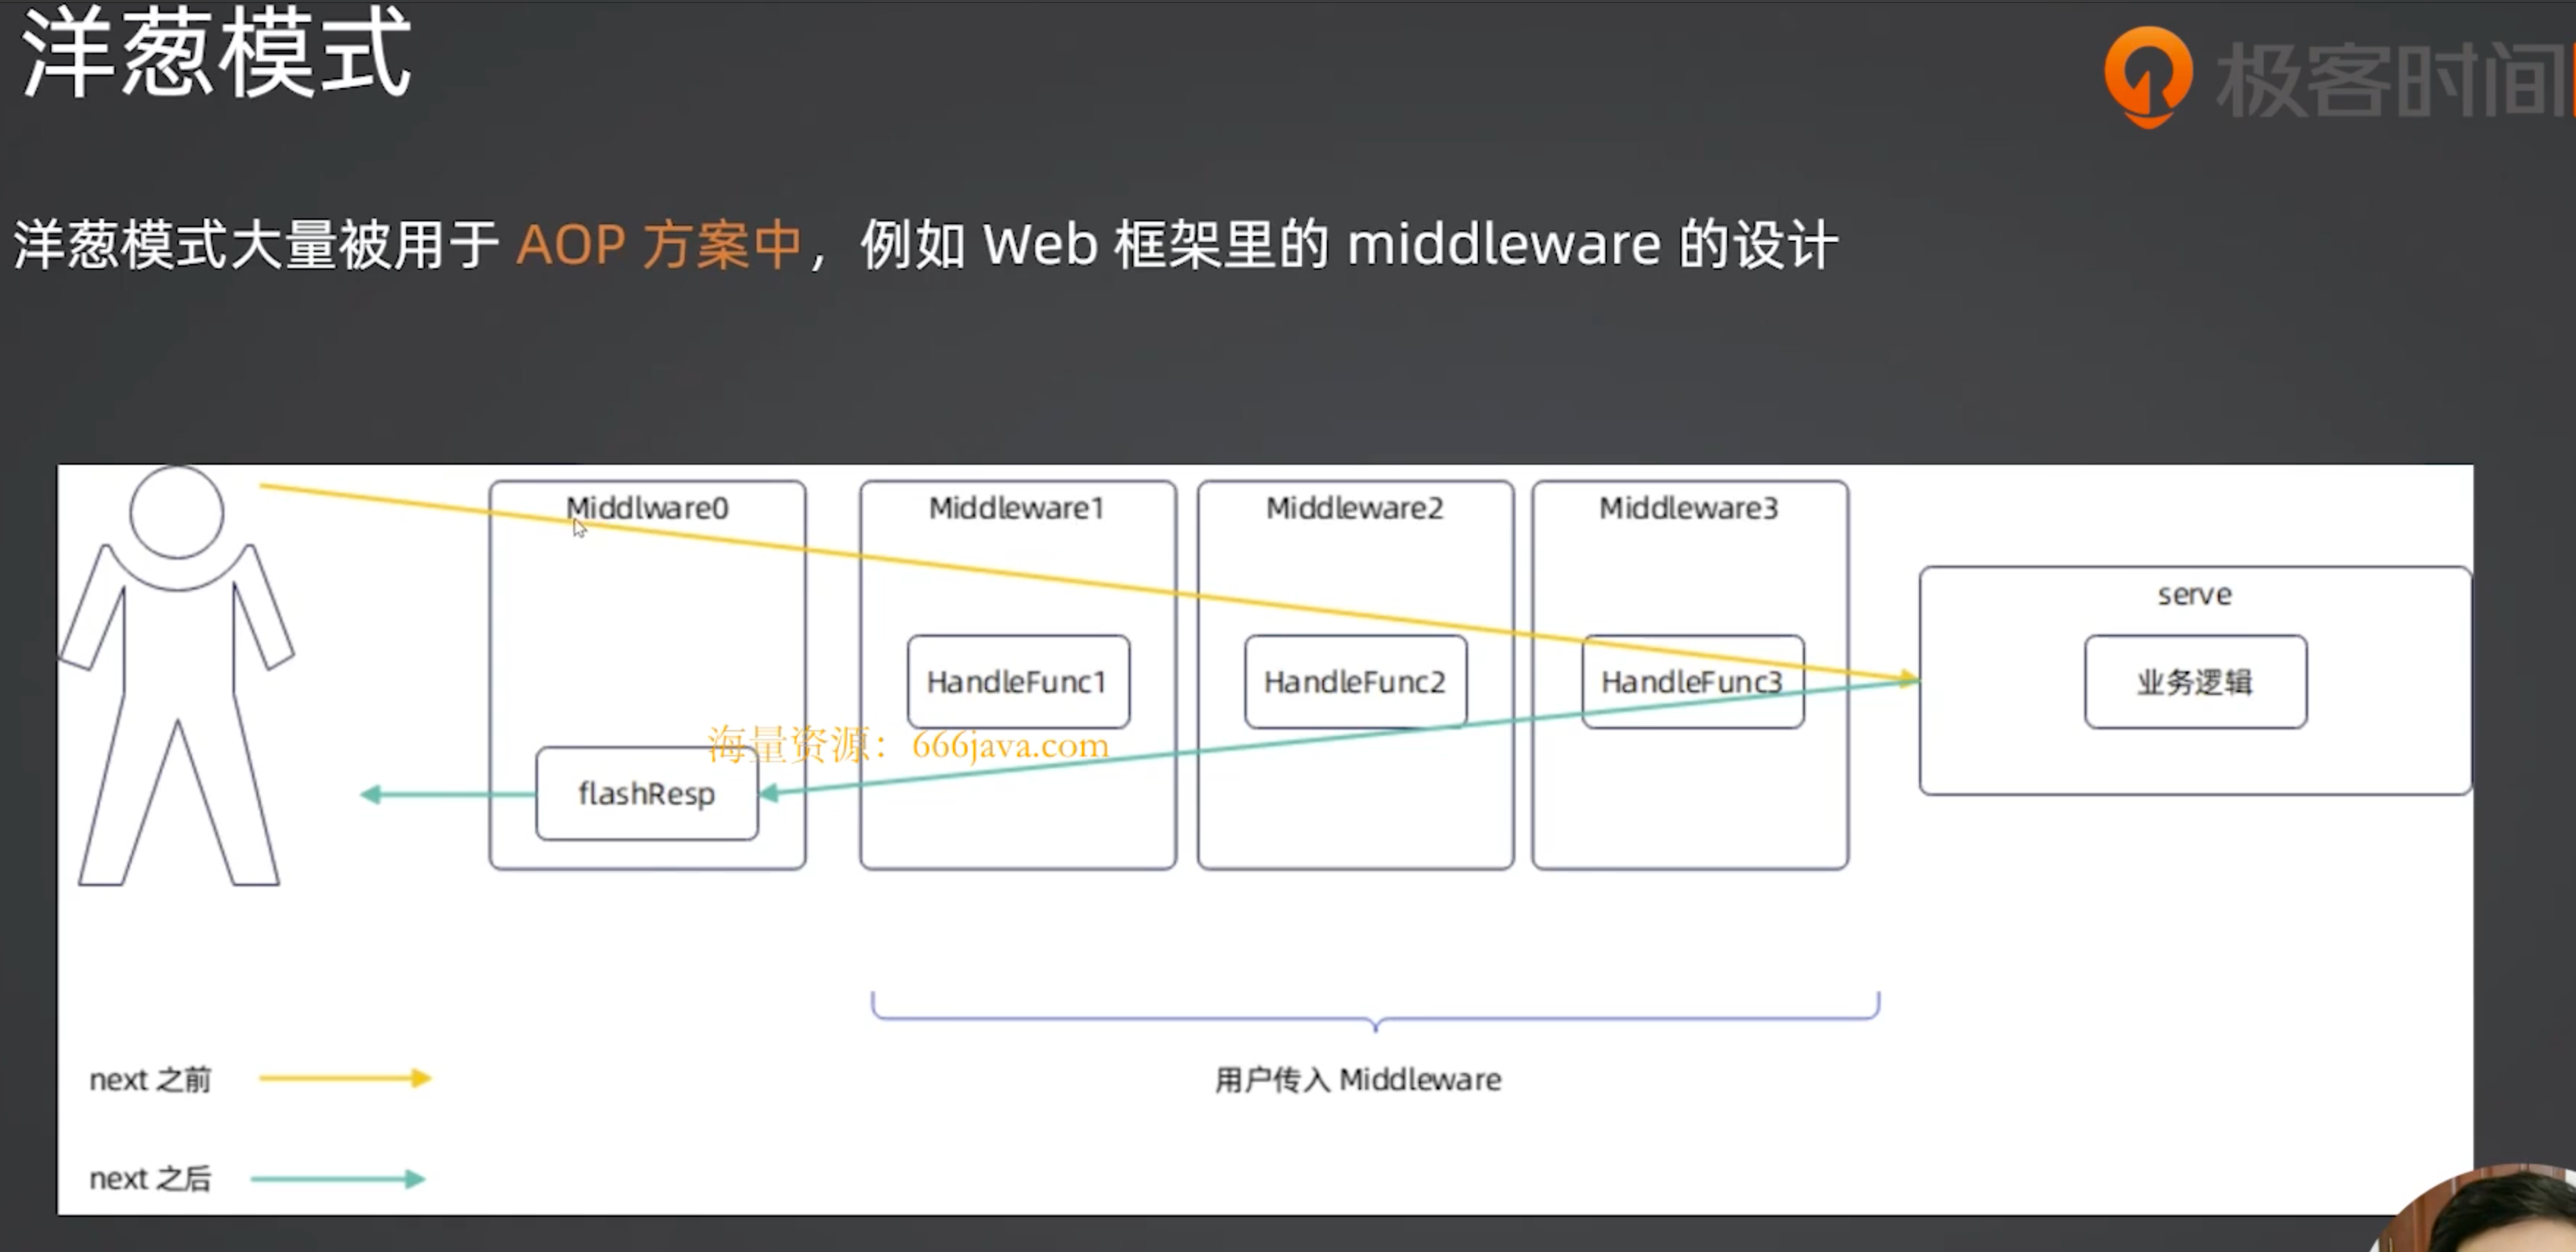 洋葱模式
极客时间
洋葱模式大量被用于 AOP 方案中，例如 Web 框架里的 middleware 的设计
Middlware0
Middleware1
Middleware2
Middleware3
serve
HandleFunc1
HandleFunc2
HandleFunc3
业务逻辑
海量资源：666java.com
flashResp
用户传入 Middleware
next 之前
next 之后